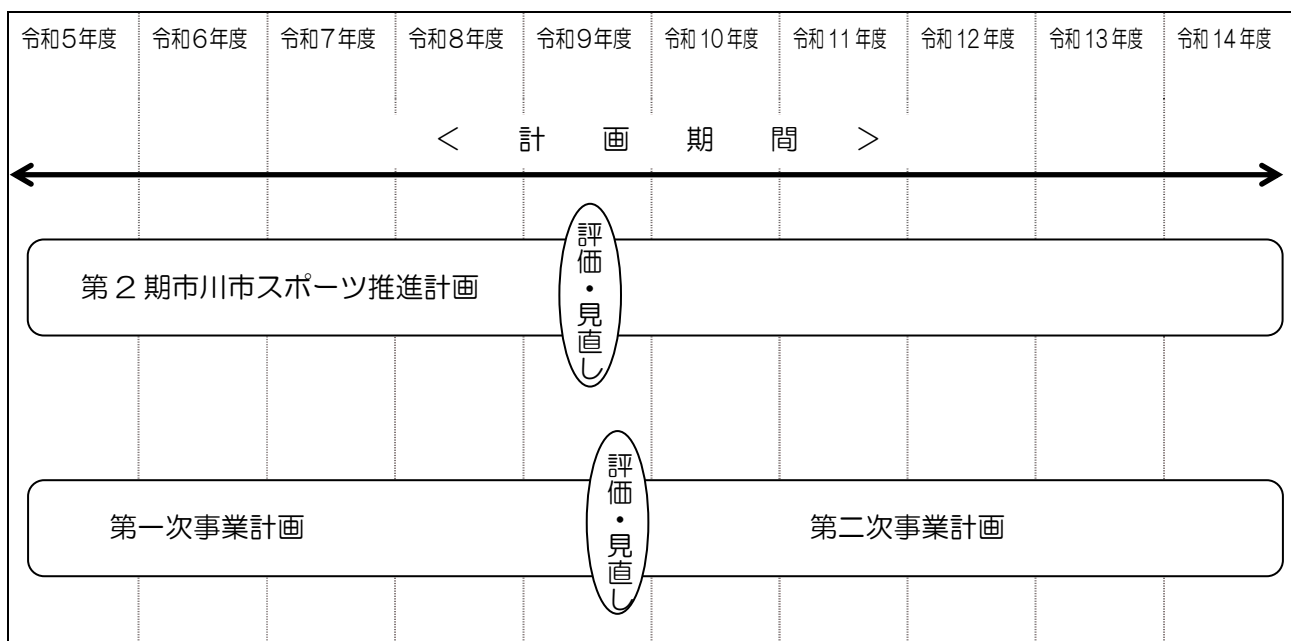 令和5年度 令和6年度 令和7年度 令和8年度 令和9年度 令和10年度 令和11年度 令和12年度 令和13年度 令和14年度
＜ 計 画 期 間 ＞
第2期市川市スポーツ推進計画
評価・見直し
第一次事業計画
評価・見直し
第二次事業計画